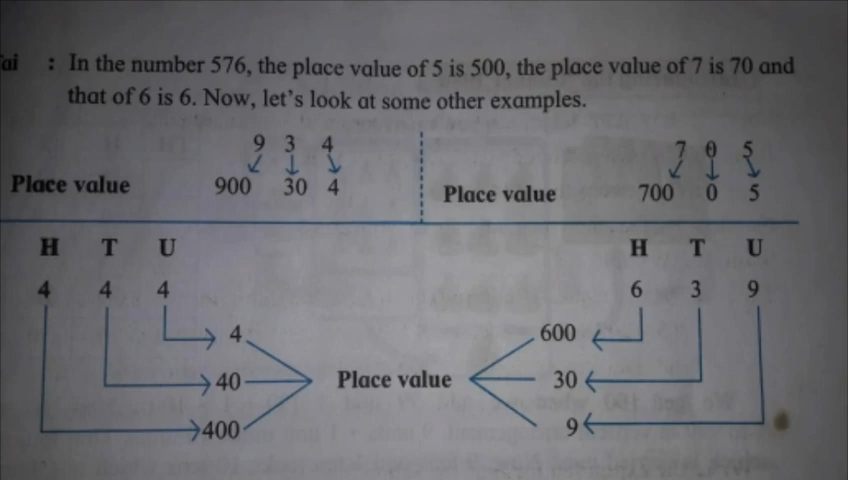 : In the number 576, the place value of 5 is 500, the place value of 7 is 70 and
that of 6 is 6. Now, let's look at some other examples.
9 3 4
Place value 900 30 4
7 0 5
Place value 700 0 5
H T U
4 4 4
4
40
400
Place value
H T U
6 3 9
600
30
9